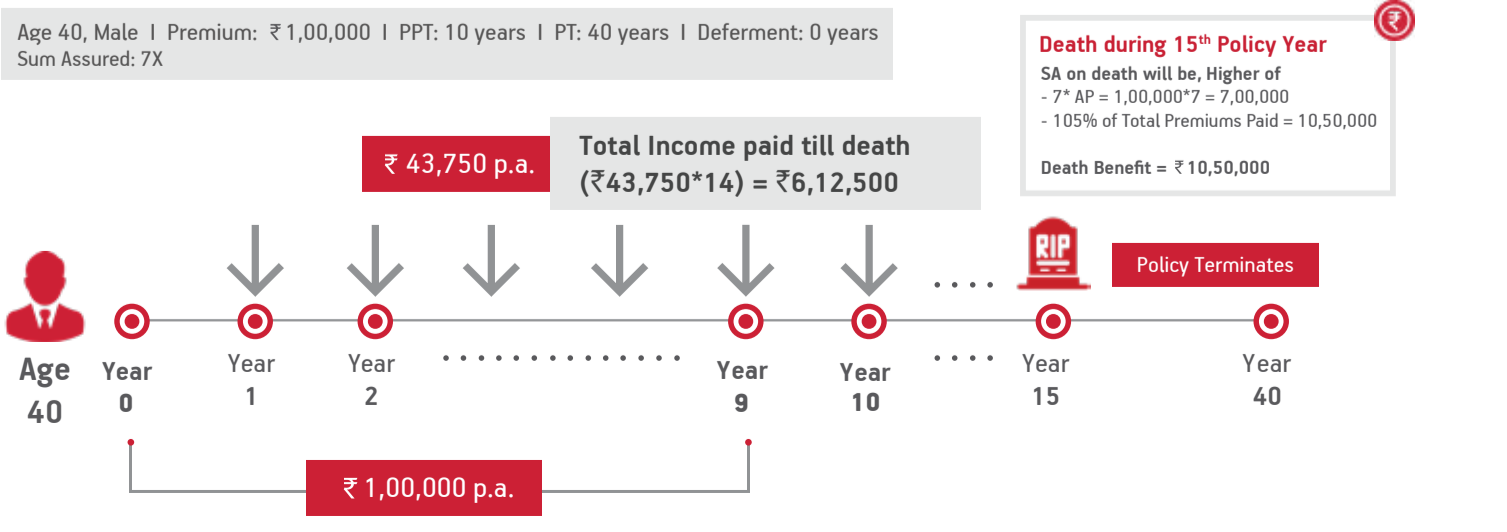 Age 40, Male I Premium: ₹ 1,00,000 I PPT: 10 years I PT: 40 years I Deferment: 0 years
Sum Assured: 7X
₹
Death during 15th Policy Year
SA on death will be, Higher of
- 7* AP = 1,00,000*7 = 7,00,000
- 105% of Total Premiums Paid = 10,50,000
Death Benefit = ₹ 10,50,000
₹ 43,750 p.a.
Total Income paid till death
(₹43,750*14) = ₹6,12,500
RIP
Policy Terminates
Age
40
Year
0
Year
1
Year
2
Year
9
Year
10
Year
15
Year
40
₹ 1,00,000 p.a.